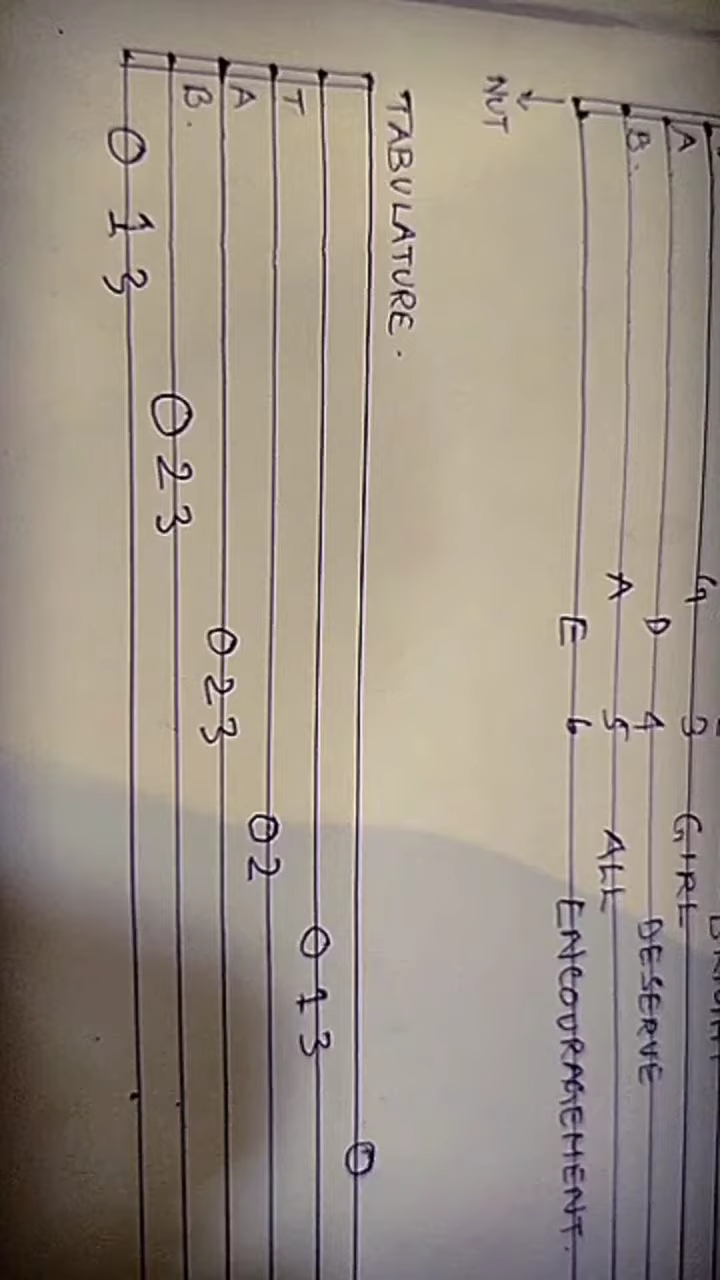 G 3 GIRL
A D 4 DESERVE
B. A 5 ALL
E 6 ENCOURAGEMENT.
NUT
TABULATURE.
0
0 1 3
T 0 2
A 0 2 3
B. 0 2 3
0 1 3